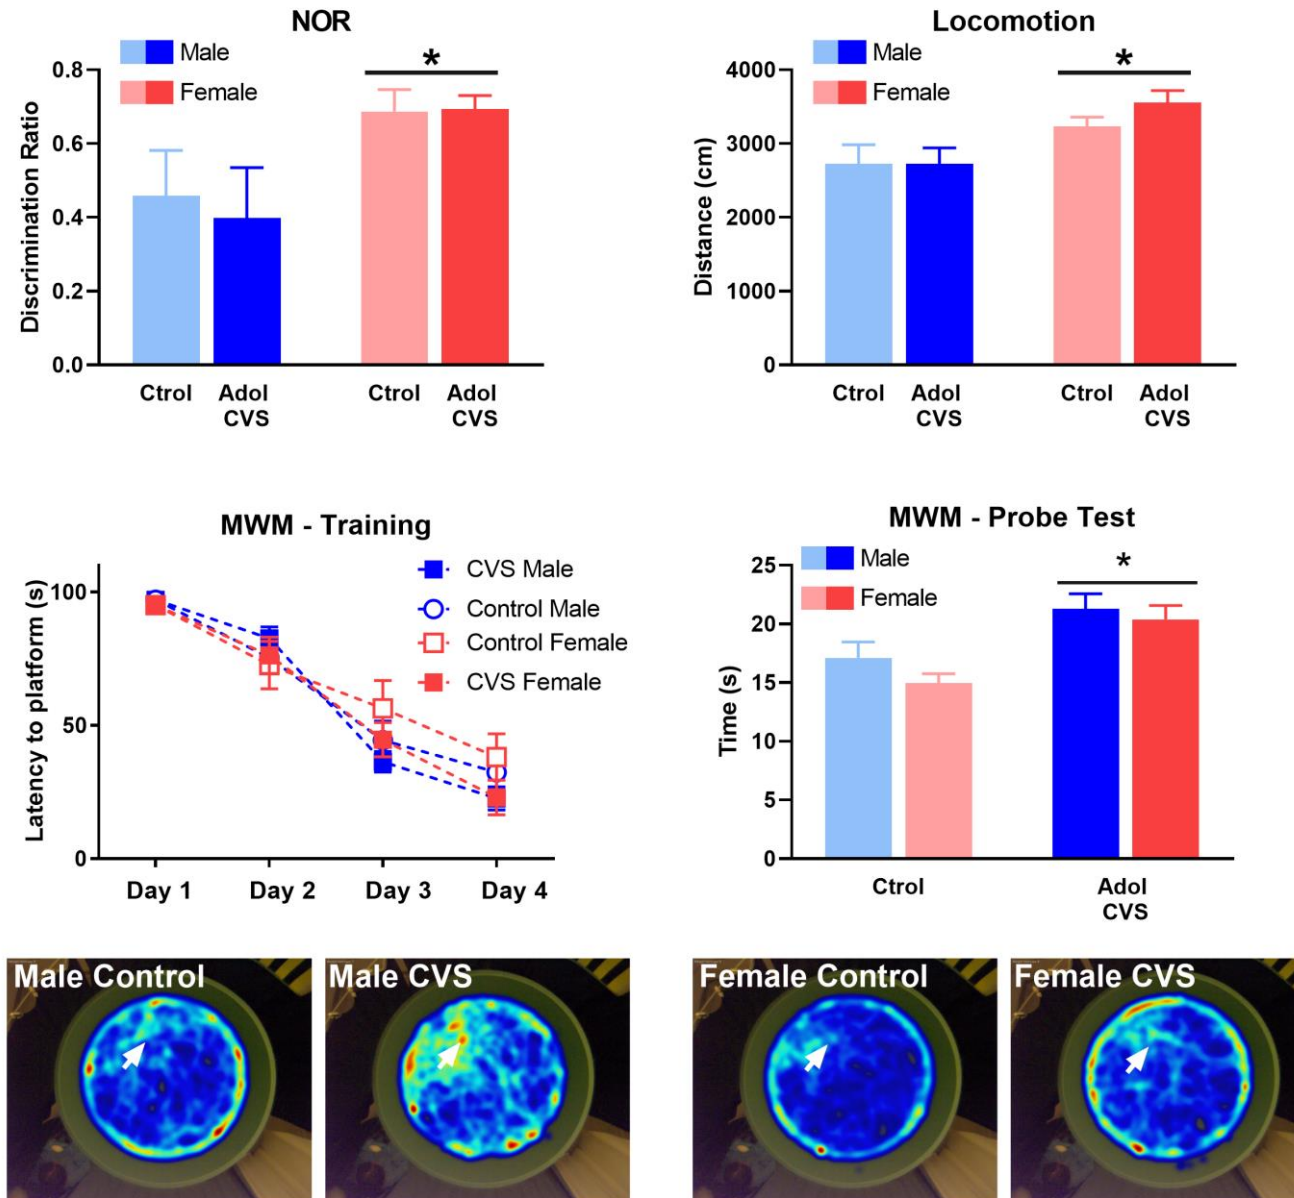 NOR
Male
Female
*
Discrimination Ratio
0.8
0.6
0.4
0.2
0.0
Ctrol
Adol
CVS
Ctrol
Adol
CVS
Locomotion
Male
Female
*
Distance (cm)
4000
3000
2000
1000
0
Ctrol
Adol
CVS
Ctrol
Adol
CVS
MWM - Training
CVS Male
Control Male
Control Female
CVS Female
Latency to platform (s)
100
50
0
Day 1
Day 2
Day 3
Day 4
MWM - Probe Test
Male
Female
*
Time (s)
25
20
15
10
5
0
Ctrol
Adol
CVS
Male Control
Male CVS
Female Control
Female CVS